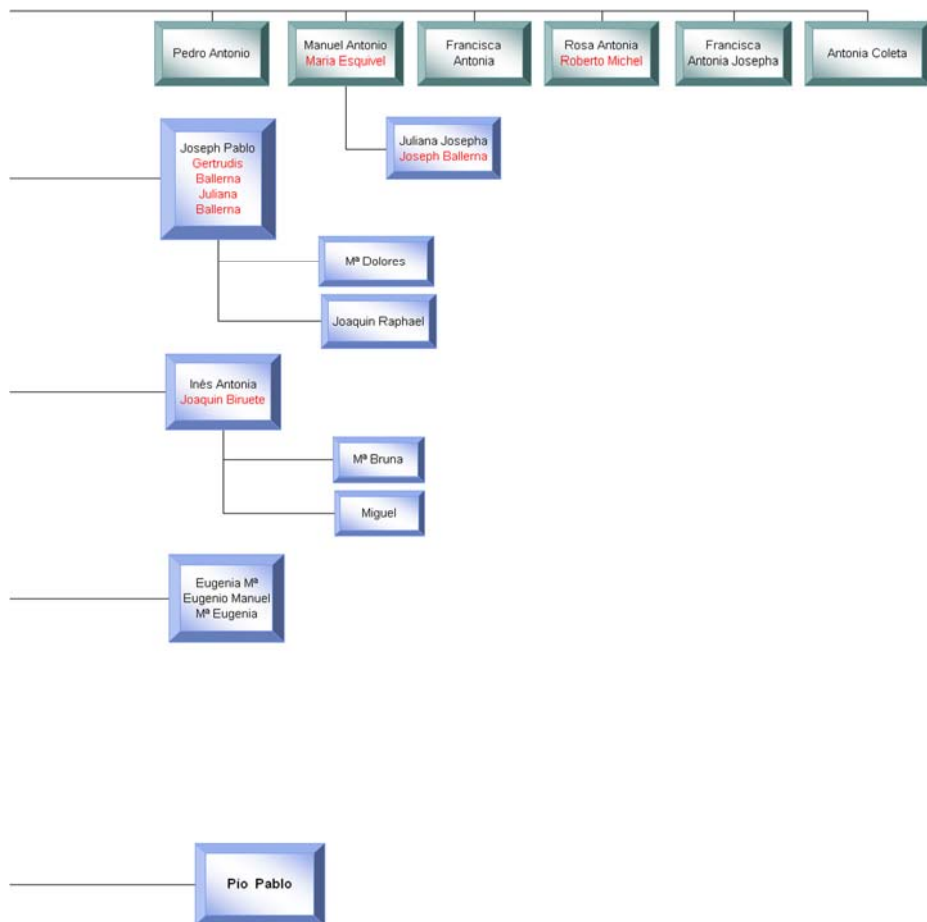 Pedro Antonio
Manuel Antonio
Maria Esquivel
Francisca
Antonia
Rosa Antonia
Roberto Michel
Francisca
Antonia Josepha
Antonia Coleta
Joseph Pablo
Gertrudis
Ballerna
Juliana
Ballerna
Juliana Josepha
Joseph Ballerna
Mª Dolores
Joaquin Raphael
Inés Antonia
Joaquin Biruete
Mª Bruna
Miguel
Eugenia Mª
Eugenio Manuel
Mª Eugenia
Pío Pablo